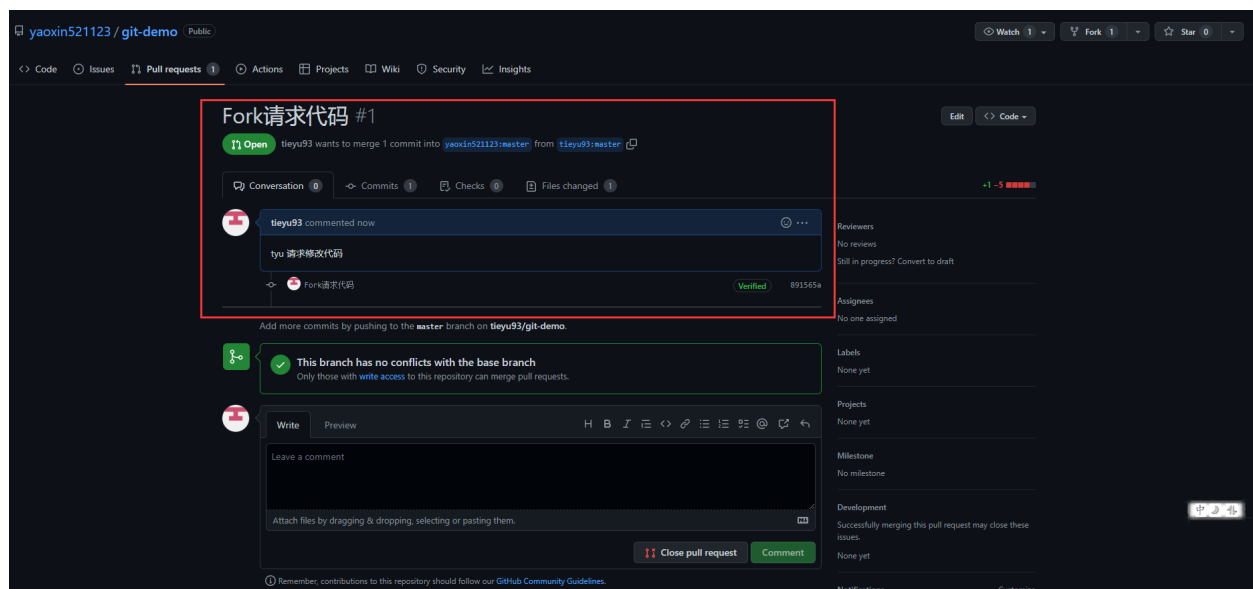 yaoxin521123 / git-demo Public
Watch 1 Fork 1 Star 0
Code Issues Pull requests 1 Actions Projects Wiki Security Insights
Fork请求代码 #1
Edit Code
Open tieyu93 wants to merge 1 commit into yaoxin521123:master from tieyu93:master
Conversation 0 Commits 1 Checks 0 Files changed 1
+1 −5
tieyu93 commented now
tyu 请求修改代码
Fork请求代码 Verified 891565a
Add more commits by pushing to the master branch on tieyu93/git-demo.
This branch has no conflicts with the base branch
Only those with write access to this repository can merge pull requests.
Write Preview
Leave a comment
Attach files by dragging & dropping, selecting or pasting them.
Close pull request Comment
Remember, contributions to this repository should follow our GitHub Community Guidelines.
Reviewers
No reviews
Still in progress? Convert to draft
Assignees
No one assigned
Labels
None yet
Projects
None yet
Milestone
No milestone
Development
Successfully merging this pull request may close these
issues.
None yet
中